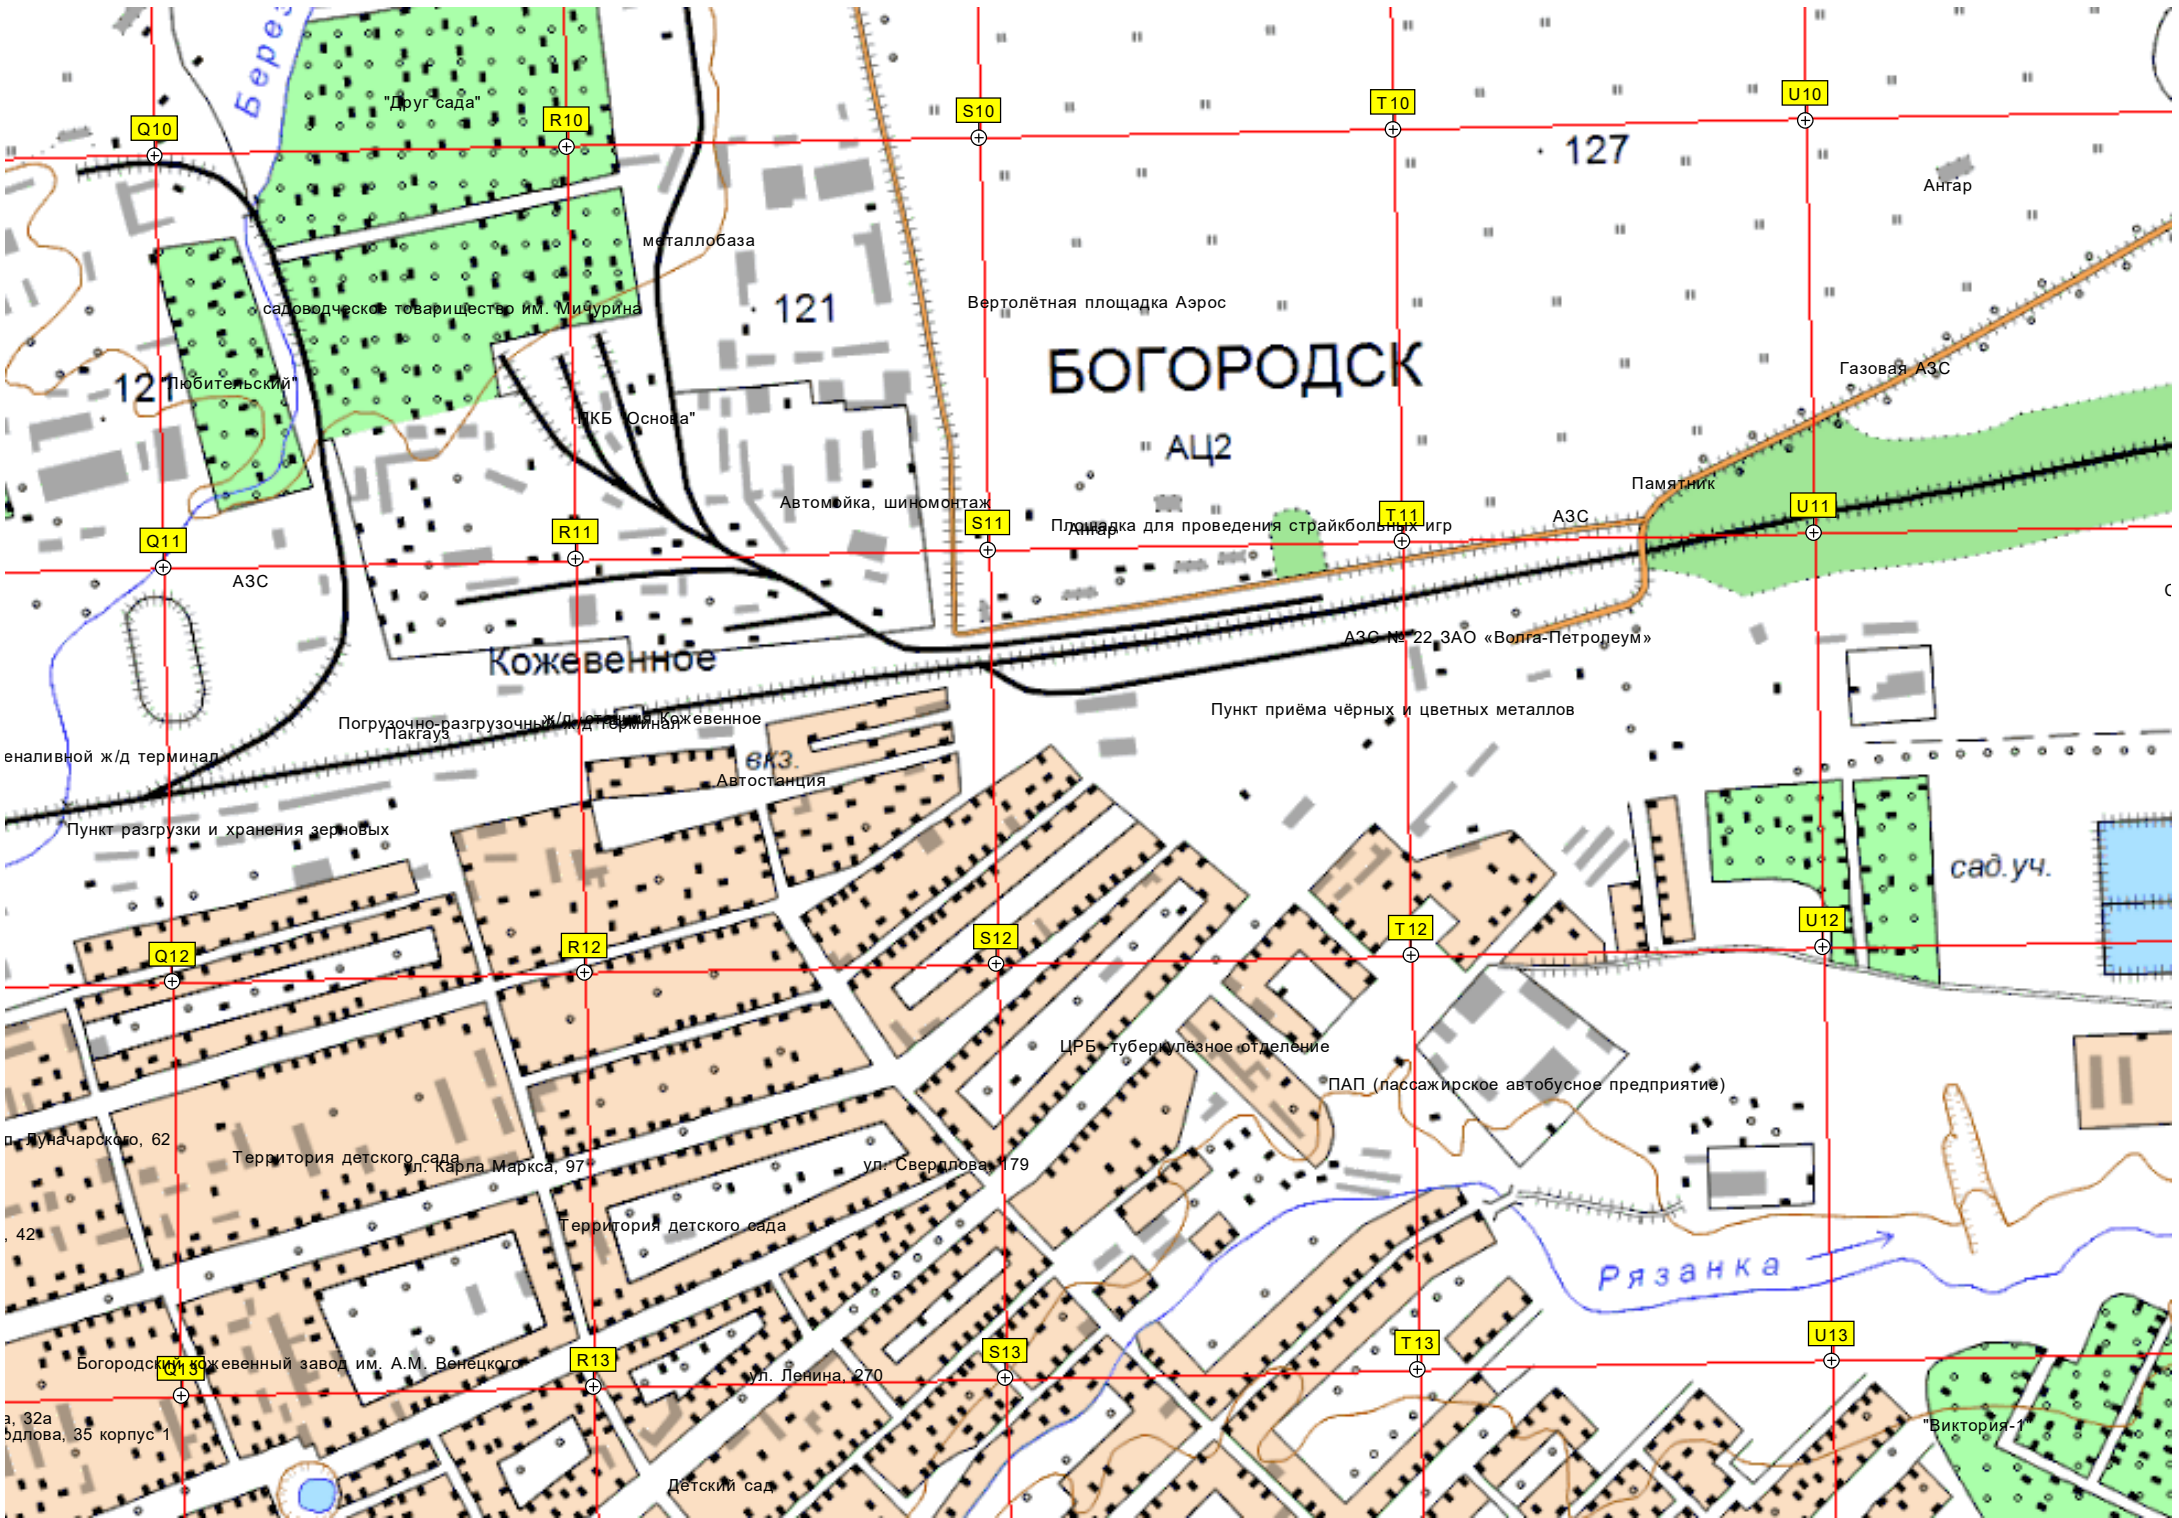 Берез
"Друг сада"
Q10
R10
S10
T10
U10
127
Ангар
металлобаза
садоводческое товарищество им. Мичурина
121
Вертолётная площадка Аэрос
БОГОРОДСК
Газовая АЗС
121
Любительский"
ПКБ "Основа"
АЦ2
Памятник
Автомойка, шиномонтаж
Q11
R11
S11
T11
U11
Площадка для проведения страйкбольных игр
Ангар
АЗС
АЗС
Кожевенное
АЗС № 22 ЗАО «Волга-Петролеум»
Пункт приёма чёрных и цветных металлов
ж/д станция Кожевенное
Погрузочно-разгрузочный ж/д терминал
Пакгауз
еналивной ж/д терминал
вкз.
Автостанция
Пункт разгрузки и хранения зерновых
сад.уч.
Q12
R12
S12
T12
U12
ЦРБ -туберкулёзное отделение
ПАП (пассажирское автобусное предприятие)
л. Луначарского, 62
Территория детского сада
ул. Карла Маркса, 97
ул. Свердлова, 179
Территория детского сада
, 42
Рязанка
Богородский кожевенный завод им. А.М. Венецкого
Q13
R13
S13
T13
U13
ул. Ленина, 270
а, 32а
рдлова, 35 корпус 1
"Виктория-1"
Детский сад